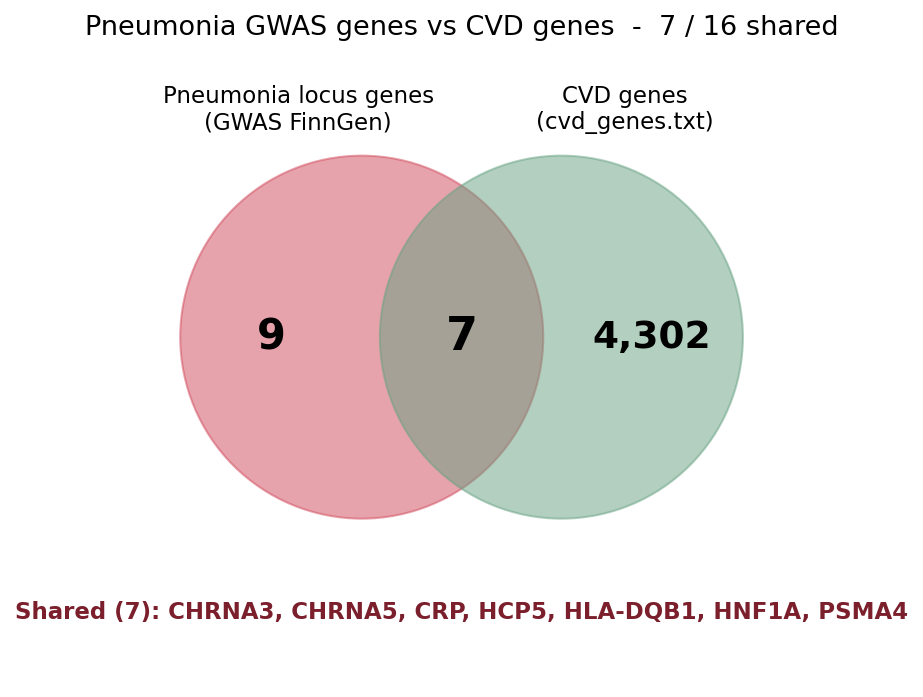 Pneumonia GWAS genes vs CVD genes  -  7 / 16 shared
Pneumonia locus genes
(GWAS FinnGen)
CVD genes
(cvd_genes.txt)
9
7
4,302
Shared (7): CHRNA3, CHRNA5, CRP, HCP5, HLA-DQB1, HNF1A, PSMA4